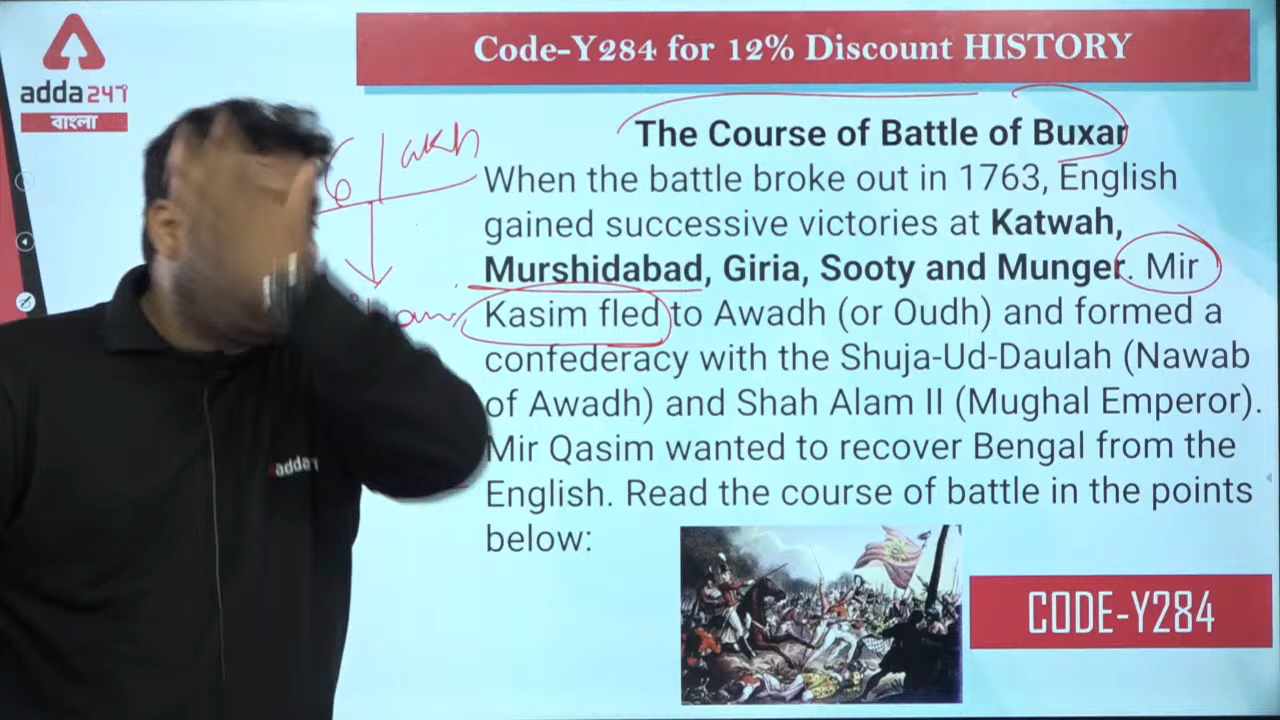 Code-Y284 for 12% Discount HISTORY
adda247
বাংলা
6 lakh
The Course of Battle of Buxar
When the battle broke out in 1763, English
gained successive victories at Katwah,
Murshidabad, Giria, Sooty and Munger. Mir
Kasim fled to Awadh (or Oudh) and formed a
confederacy with the Shuja-Ud-Daulah (Nawab
of Awadh) and Shah Alam II (Mughal Emperor).
Mir Qasim wanted to recover Bengal from the
English. Read the course of battle in the points
below:
adda
CODE-Y284